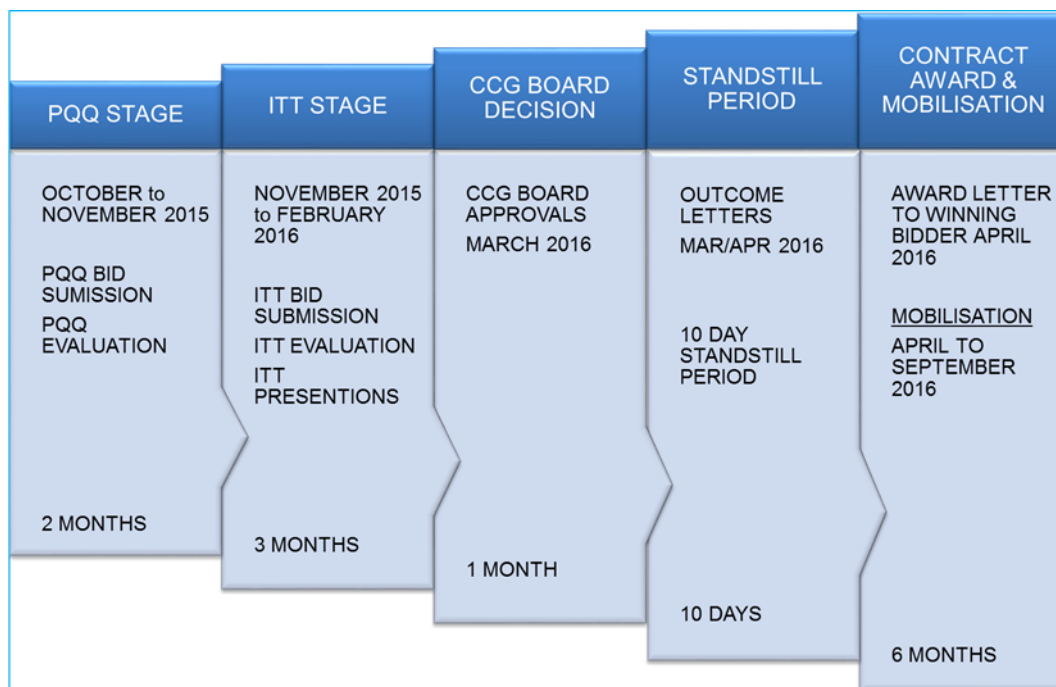 PQQ STAGE
OCTOBER to
NOVEMBER 2015
PQQ BID
SUMISSION
PQQ
EVALUATION
2 MONTHS
ITT STAGE
NOVEMBER 2015
to FEBRUARY
2016
ITT BID
SUBMISSION
ITT EVALUATION
ITT
PRESENTIONS
3 MONTHS
CCG BOARD
DECISION
CCG BOARD
APPROVALS
MARCH 2016
1 MONTH
STANDSTILL
PERIOD
OUTCOME
LETTERS
MAR/APR 2016
10 DAY
STANDSTILL
PERIOD
10 DAYS
CONTRACT
AWARD &
MOBILISATION
AWARD LETTER
TO WINNING
BIDDER APRIL
2016
MOBILISATION
APRIL TO
SEPTEMBER
2016
6 MONTHS